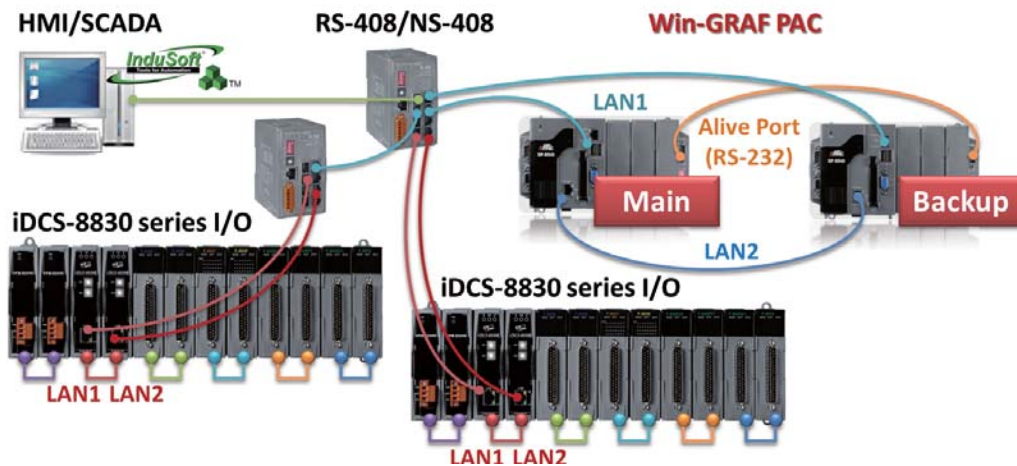 HMI/SCADA
RS-408/NS-408
Win-GRAF PAC
InduSoft®
Tools for Automation
TM
LAN1
Alive Port
(RS-232)
Main
Backup
LAN2
iDCS-8830 series I/O
iDCS-8830 series I/O
LAN1 LAN2
LAN1 LAN2